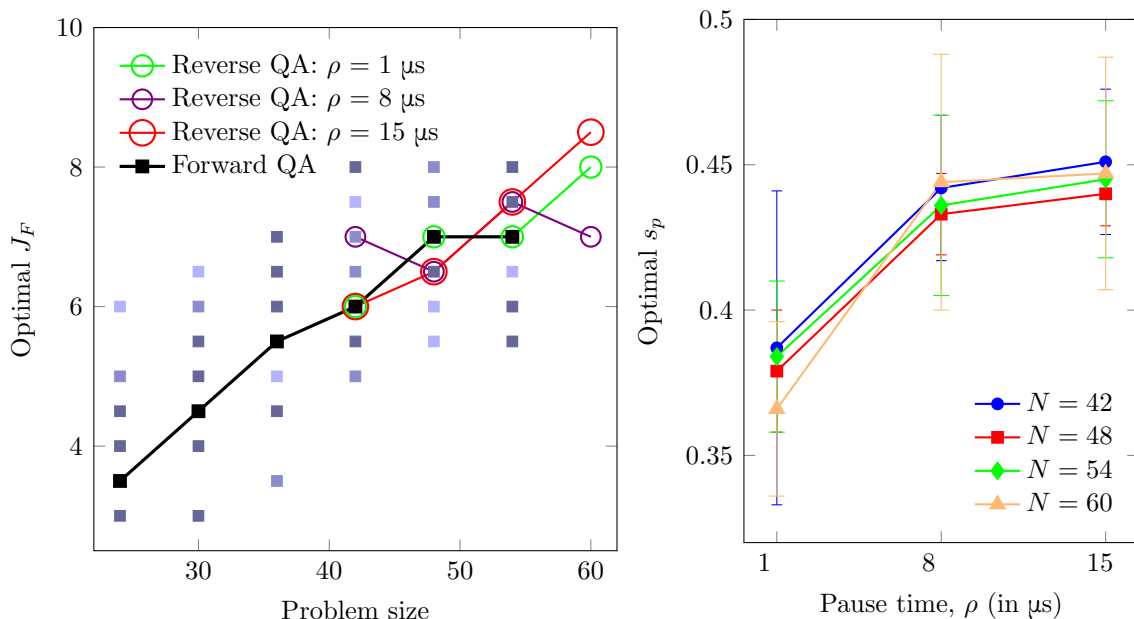 10
8
6
4
30
40
50
60
Optimal J_F
Problem size
Reverse QA: ρ = 1 µs
Reverse QA: ρ = 8 µs
Reverse QA: ρ = 15 µs
Forward QA
0.5
0.45
0.4
0.35
1
8
15
Optimal s_p
Pause time, ρ (in µs)
N = 42
N = 48
N = 54
N = 60